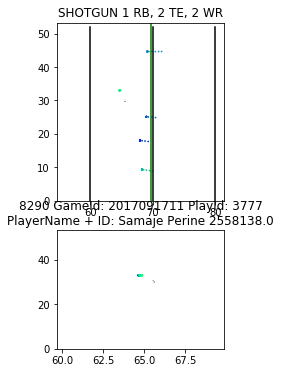 SHOTGUN 1 RB, 2 TE, 2 WR
50
40
30
20
10
0
60 70 80
8290 GameId: 2017091711 PlayId: 3777
PlayerName + ID: Samaje Perine 2558138.0
40
20
0
60.0 62.5 65.0 67.5